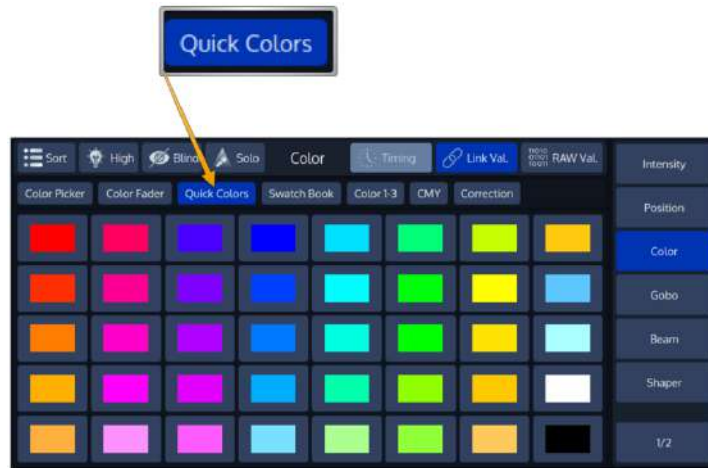 Quick Colors
Sort High Blind Solo Color Timing Link Val. RAW Val.
Intensity
Color Picker Color Fader Quick Colors Swatch Book Color 1-3 CMY Correction
Position
Color
Gobo
Beam
Shaper
1/2